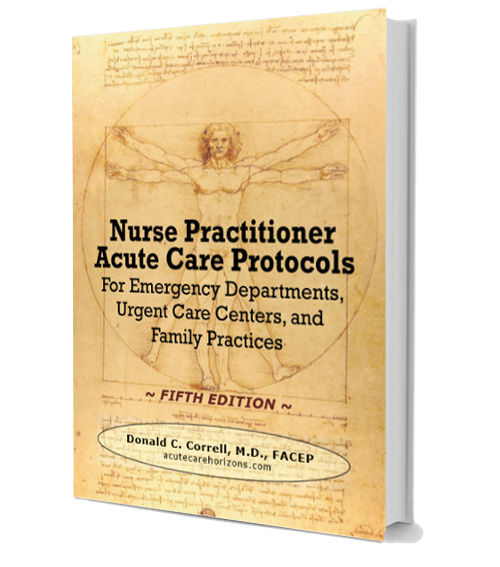 Nurse Practitioner
Acute Care Protocols
For Emergency Departments,
Urgent Care Centers, and
Family Practices
~ FIFTH EDITION ~
Donald C. Correll, M.D., FACEP
acutecarehorizons.com